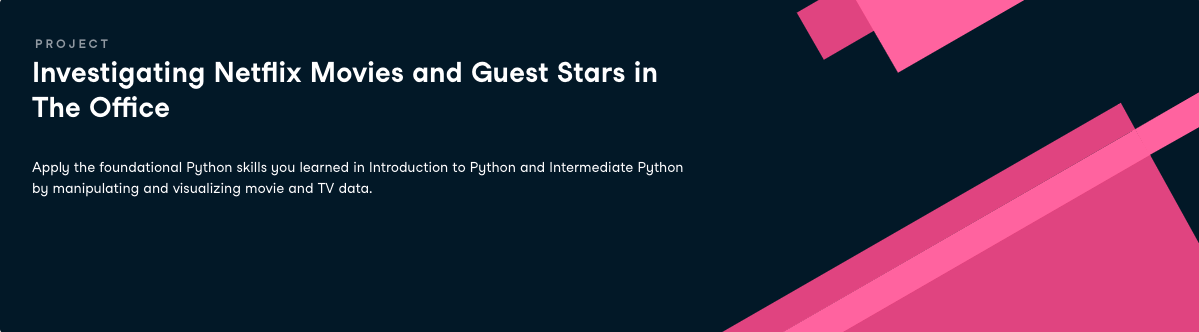 PROJECT
Investigating Netflix Movies and Guest Stars in
The Office
Apply the foundational Python skills you learned in Introduction to Python and Intermediate Python
by manipulating and visualizing movie and TV data.